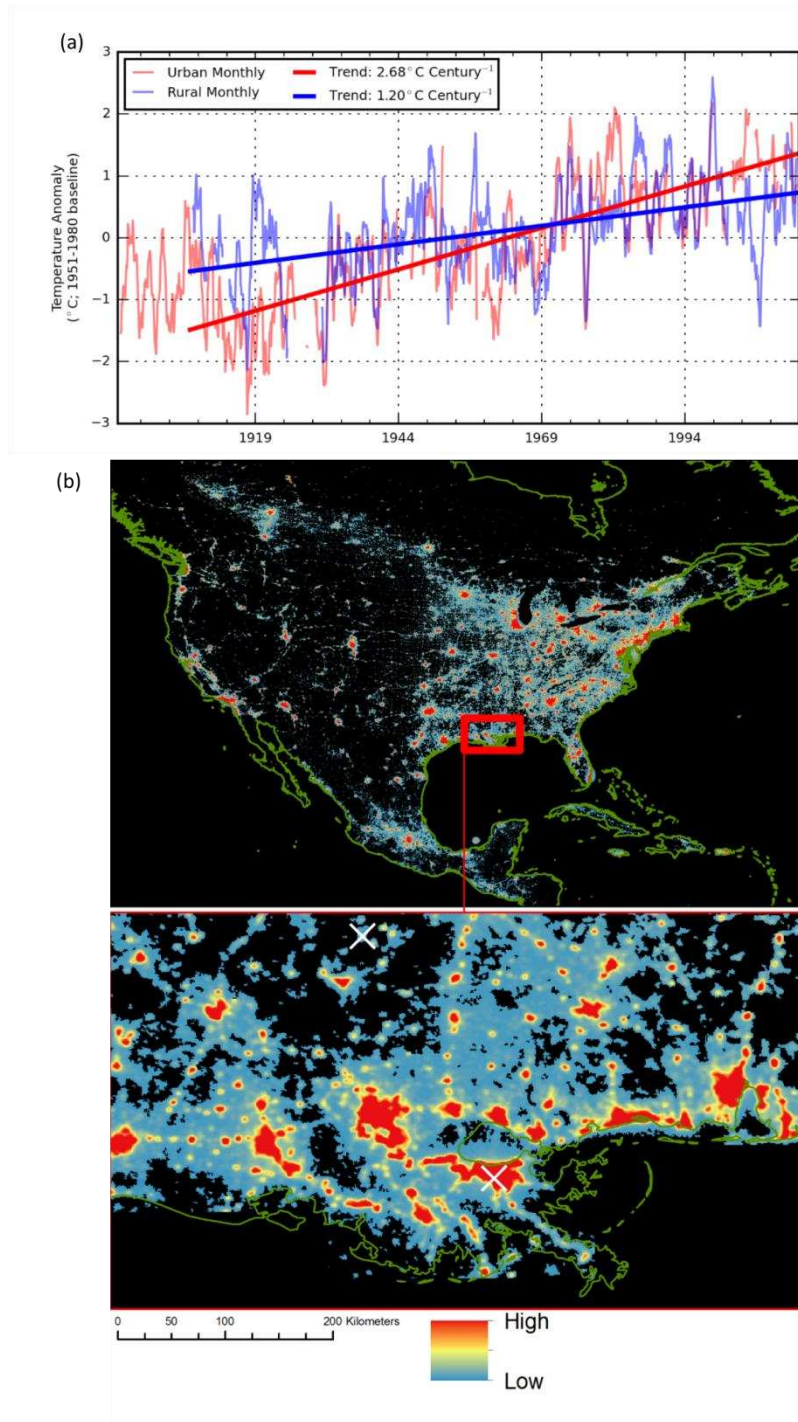 (a)
Urban Monthly
Rural Monthly
Trend: 2.68°C Century⁻¹
Trend: 1.20°C Century⁻¹
Temperature Anomaly
(°C; 1951-1980 baseline)
3
2
1
0
−1
−2
−3
1919
1944
1969
1994
(b)
0
50
100
200 Kilometers
High
Low